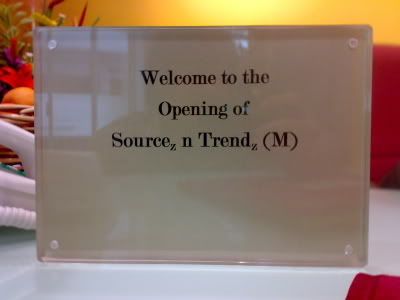 Welcome to the
Opening of
Sourcez n Trendz (M)